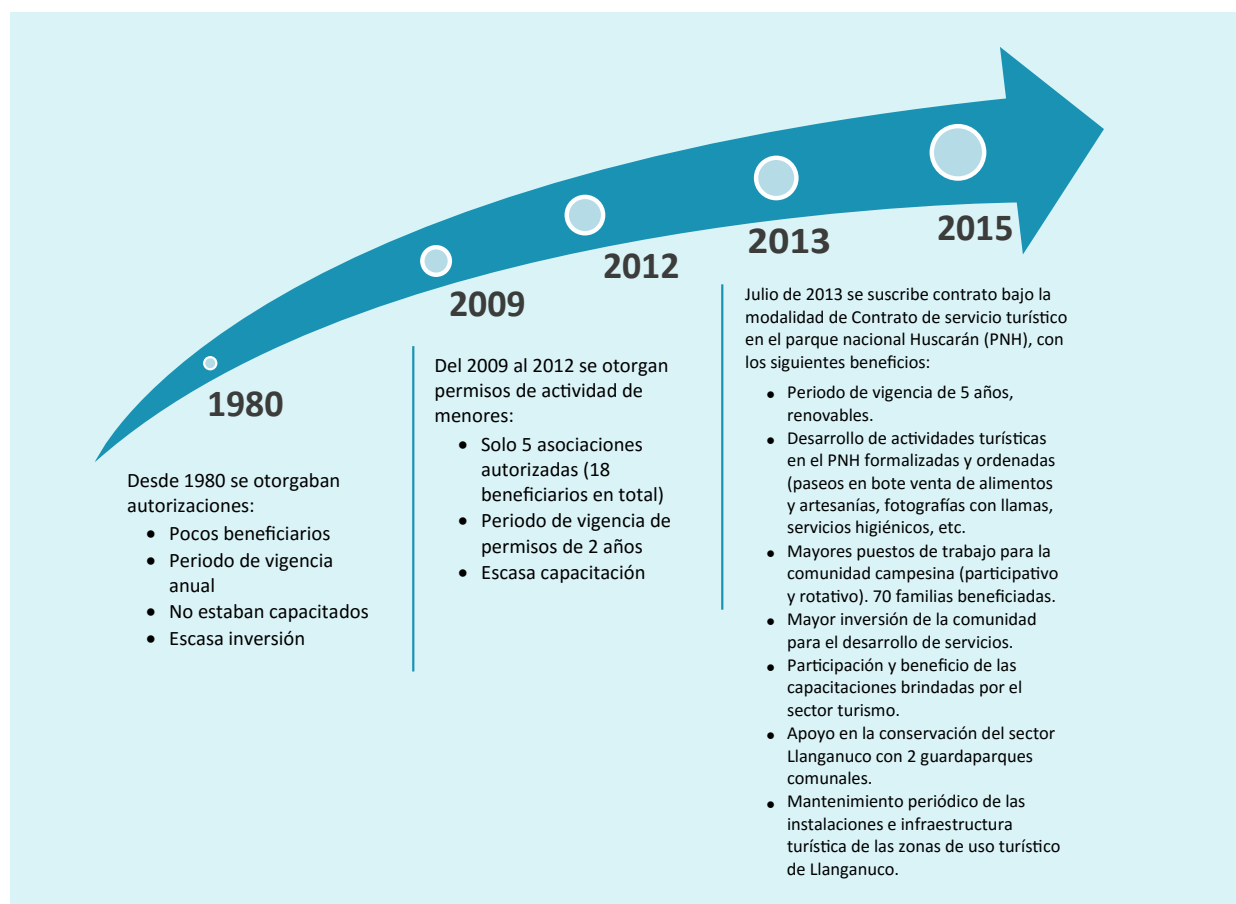 1980
2009
2012
2013
2015
Desde 1980 se otorgaban
autorizaciones:
• Pocos beneficiarios
• Periodo de vigencia
anual
• No estaban capacitados
• Escasa inversión
Del 2009 al 2012 se otorgan
permisos de actividad de
menores:
• Solo 5 asociaciones
autorizadas (18
beneficiarios en total)
• Periodo de vigencia de
permisos de 2 años
• Escasa capacitación
Julio de 2013 se suscribe contrato bajo la
modalidad de Contrato de servicio turístico
en el parque nacional Huscarán (PNH), con
los siguientes beneficios:
• Periodo de vigencia de 5 años,
renovables.
• Desarrollo de actividades turísticas
en el PNH formalizadas y ordenadas
(paseos en bote venta de alimentos
y artesanías, fotografías con llamas,
servicios higiénicos, etc.
• Mayores puestos de trabajo para la
comunidad campesina (participativo
y rotativo). 70 familias beneficiadas.
• Mayor inversión de la comunidad
para el desarrollo de servicios.
• Participación y beneficio de las
capacitaciones brindadas por el
sector turismo.
• Apoyo en la conservación del sector
Llanganuco con 2 guardaparques
comunales.
• Mantenimiento periódico de las
instalaciones e infraestructura
turística de las zonas de uso turístico
de Llanganuco.